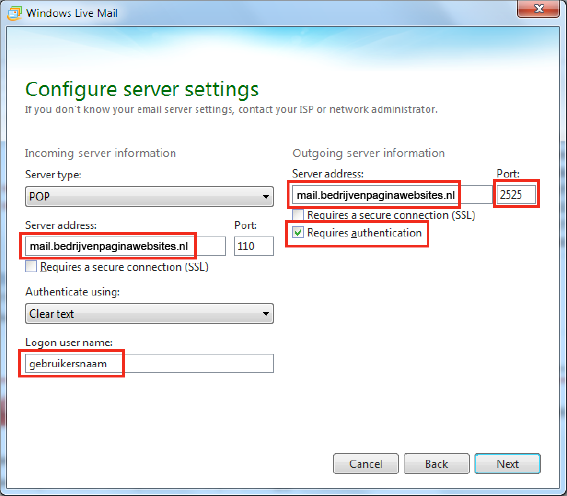 Windows Live Mail
Configure server settings
If you don't know your email server settings, contact your ISP or network administrator.
Incoming server information
Server type:
POP
Server address:
Port:
mail.bedrijvenpaginawebsites.nl
110
Requires a secure connection (SSL)
Authenticate using:
Clear text
Logon user name:
gebruikersnaam
Outgoing server information
Server address:
Port:
mail.bedrijvenpaginawebsites.nl
2525
Requires a secure connection (SSL)
Requires authentication
Cancel
Back
Next